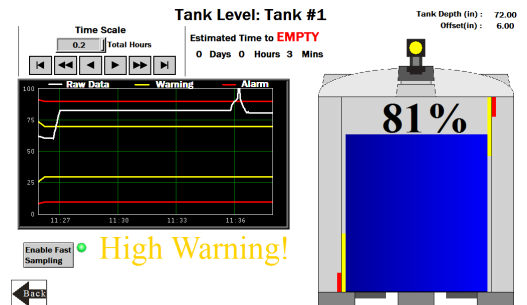 Tank Level: Tank #1
Tank Depth (in) : 72.00
Offset(in) : 6.00
Time Scale
0.2 Total Hours
Estimated Time to EMPTY
0 Days 0 Hours 3 Mins
Raw Data Warning Alarm
100
75
50
25
0
11:27 11:30 11:33 11:36
81%
Enable Fast
Sampling
High Warning!
Back